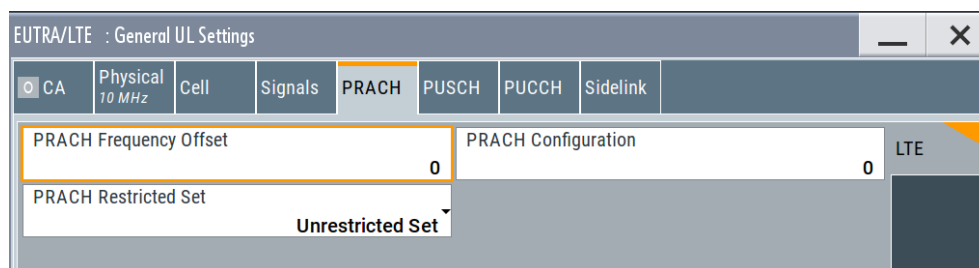 EUTRA/LTE : General UL Settings
O CA
Physical
10 MHz
Cell
Signals
PRACH
PUSCH
PUCCH
Sidelink
PRACH Frequency Offset
0
PRACH Configuration
0
LTE
PRACH Restricted Set
Unrestricted Set